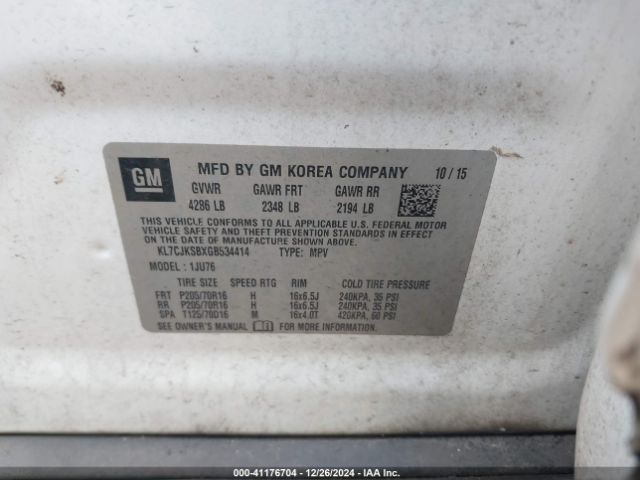 GM
MFD BY GM KOREA COMPANY 10/15
GVWR GAWR FRT GAWR RR
4286 LB 2348 LB 2194 LB
THIS VEHICLE CONFORMS TO ALL APPLICABLE U.S. FEDERAL MOTOR
VEHICLE SAFETY AND THEFT PREVENTION STANDARDS IN EFFECT ON
THE DATE OF MANUFACTURE SHOWN ABOVE.
KL7CJKSBXGB534414 TYPE: MPV
MODEL : 1JU76
TIRE SIZE SPEED RTG RIM COLD TIRE PRESSURE
FRT P205/70R16 H 16x6.5J 240KPA, 35 PSI
RR P205/70R16 H 16x6.5J 240KPA, 35 PSI
SPA T125/70D16 M 16x4.0T 420KPA, 60 PSI
SEE OWNER'S MANUAL FOR MORE INFORMATION.
000-41176704 - 12/26/2024 - IAA Inc.